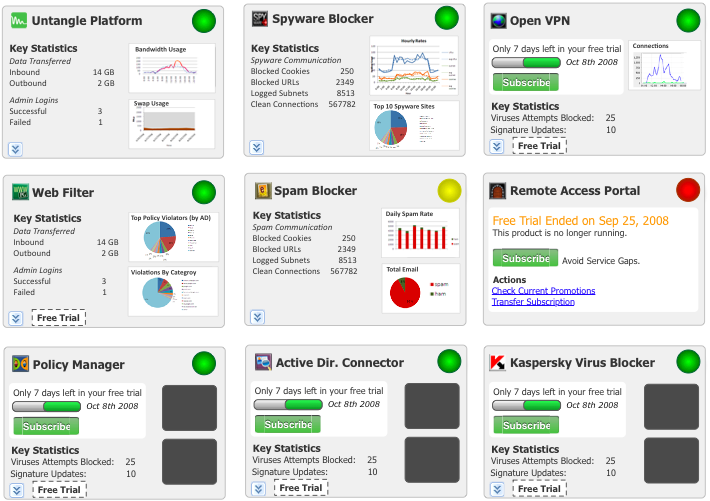 Untangle Platform
Key Statistics
Data Transferred
Inbound 14 GB
Outbound 2 GB
Admin Logins
Successful 3
Failed 1
Bandwidth Usage
Swap Usage
Spyware Blocker
Key Statistics
Spyware Communication
Blocked Cookies 250
Blocked URLs 2349
Logged Subnets 8513
Clean Connections 567782
Hourly Rates
Top 10 Spyware Sites
Open VPN
Only 7 days left in your free trial
Oct 8th 2008
Subscribe
Connections
Key Statistics
Viruses Attempts Blocked: 25
Signature Updates: 10
Free Trial
Web Filter
Key Statistics
Data Transferred
Inbound 14 GB
Outbound 2 GB
Admin Logins
Successful 3
Failed 1
Free Trial
Top Policy Violators (by AD)
Violations By Categroy
Spam Blocker
Key Statistics
Spam Communication
Blocked Cookies 250
Blocked URLs 2349
Logged Subnets 8513
Clean Connections 567782
Daily Spam Rate
Total Email
spam
ham
Remote Access Portal
Free Trial Ended on Sep 25, 2008
This product is no longer running.
Subscribe Avoid Service Gaps.
Actions
Check Current Promotions
Transfer Subscription
Policy Manager
Only 7 days left in your free trial
Oct 8th 2008
Subscribe
Key Statistics
Viruses Attempts Blocked: 25
Signature Updates: 10
Free Trial
Active Dir. Connector
Only 7 days left in your free trial
Oct 8th 2008
Subscribe
Key Statistics
Viruses Attempts Blocked: 25
Signature Updates: 10
Free Trial
Kaspersky Virus Blocker
Only 7 days left in your free trial
Oct 8th 2008
Subscribe
Key Statistics
Viruses Attempts Blocked: 25
Signature Updates: 10
Free Trial